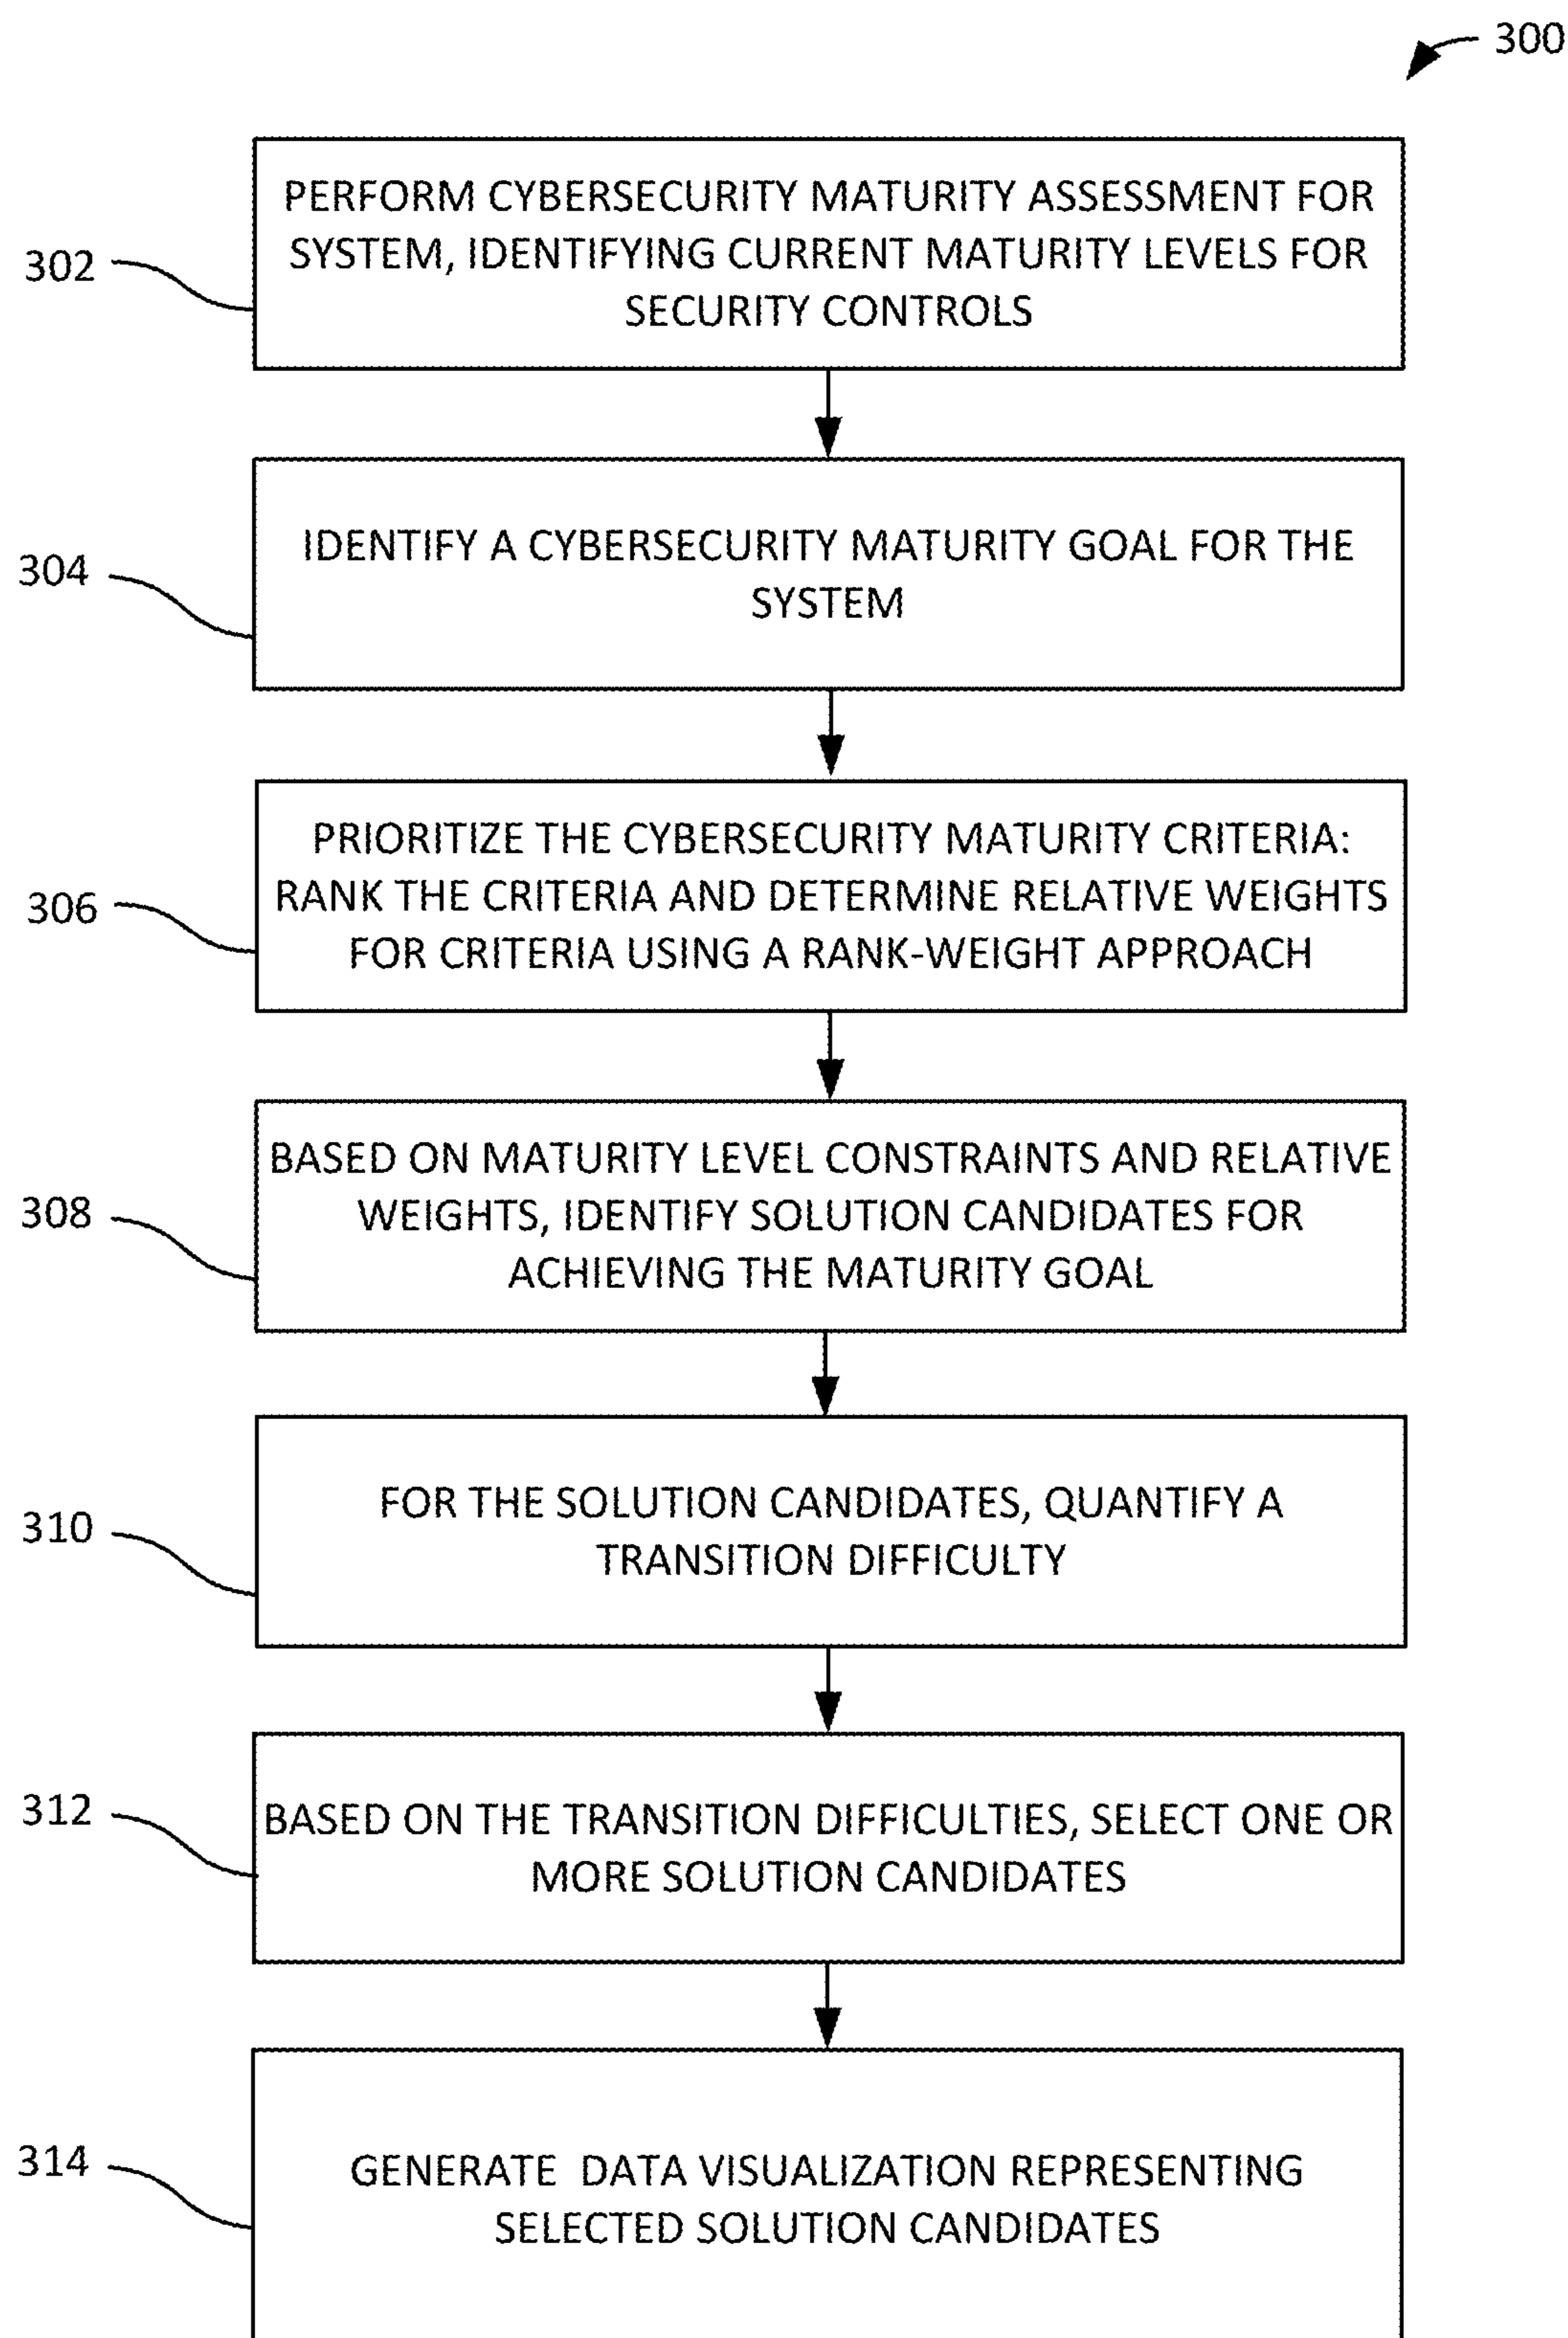 300
302
PERFORM CYBERSECURITY MATURITY ASSESSMENT FOR
SYSTEM, IDENTIFYING CURRENT MATURITY LEVELS FOR
SECURITY CONTROLS
304
IDENTIFY A CYBERSECURITY MATURITY GOAL FOR THE
SYSTEM
306
PRIORITIZE THE CYBERSECURITY MATURITY CRITERIA:
RANK THE CRITERIA AND DETERMINE RELATIVE WEIGHTS
FOR CRITERIA USING A RANK-WEIGHT APPROACH
308
BASED ON MATURITY LEVEL CONSTRAINTS AND RELATIVE
WEIGHTS, IDENTIFY SOLUTION CANDIDATES FOR
ACHIEVING THE MATURITY GOAL
310
FOR THE SOLUTION CANDIDATES, QUANTIFY A
TRANSITION DIFFICULTY
312
BASED ON THE TRANSITION DIFFICULTIES, SELECT ONE OR
MORE SOLUTION CANDIDATES
314
GENERATE DATA VISUALIZATION REPRESENTING
SELECTED SOLUTION CANDIDATES